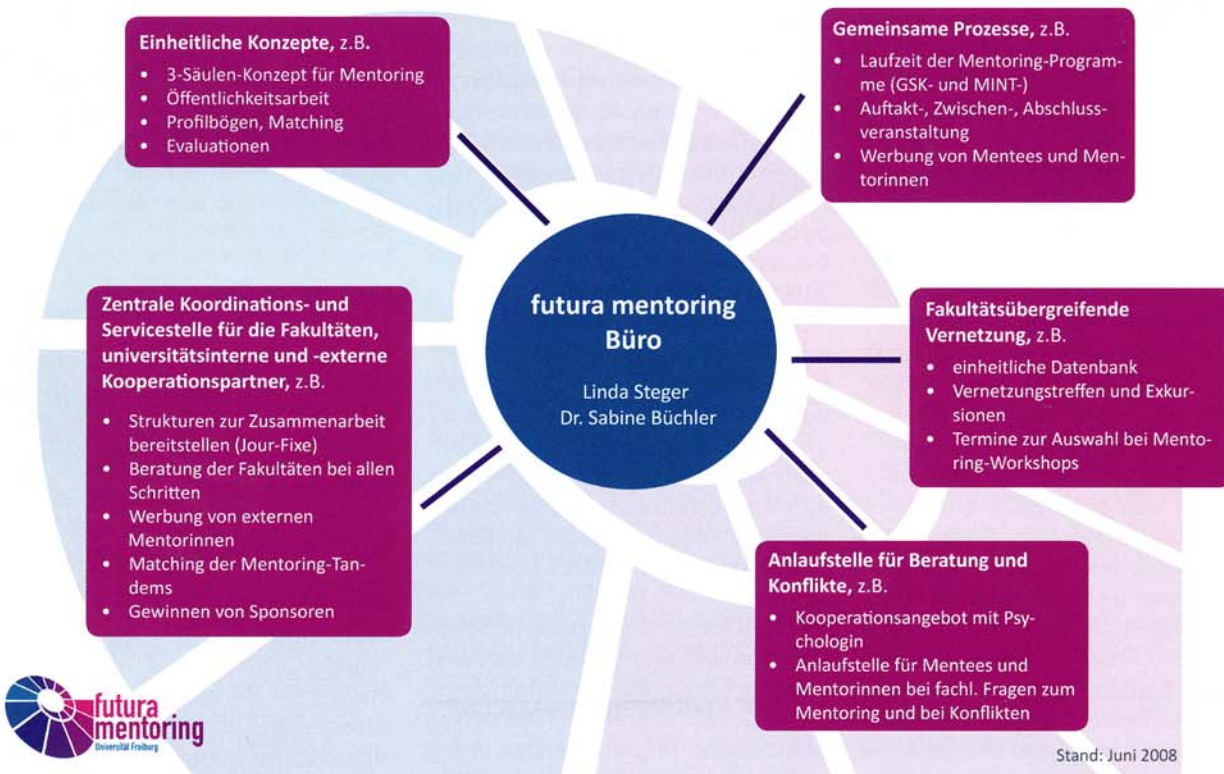 Einheitliche Konzepte, z.B.
• 3-Säulen-Konzept für Mentoring
• Öffentlichkeitsarbeit
• Profilbögen, Matching
• Evaluationen
Gemeinsame Prozesse, z.B.
• Laufzeit der Mentoring-Program-
me (GSK- und MINT-)
• Auftakt-, Zwischen-, Abschluss-
veranstaltung
• Werbung von Mentees und Men-
torinnen
Zentrale Koordinations- und
Servicestelle für die Fakultäten,
universitätsinterne und -externe
Kooperationspartner, z.B.
• Strukturen zur Zusammenarbeit
bereitstellen (Jour-Fixe)
• Beratung der Fakultäten bei allen
Schritten
• Werbung von externen
Mentorinnen
• Matching der Mentoring-Tan-
dems
• Gewinnen von Sponsoren
futura mentoring
Büro
Linda Steger
Dr. Sabine Büchler
Fakultätsübergreifende
Vernetzung, z.B.
• einheitliche Datenbank
• Vernetzungstreffen und Exkur-
sionen
• Termine zur Auswahl bei Mento-
ring-Workshops
Anlaufstelle für Beratung und
Konflikte, z.B.
• Kooperationsangebot mit Psy-
chologin
• Anlaufstelle für Mentees und
Mentorinnen bei fachl. Fragen zum
Mentoring und bei Konflikten
futura
mentoring
Universität Freiburg
Stand: Juni 2008